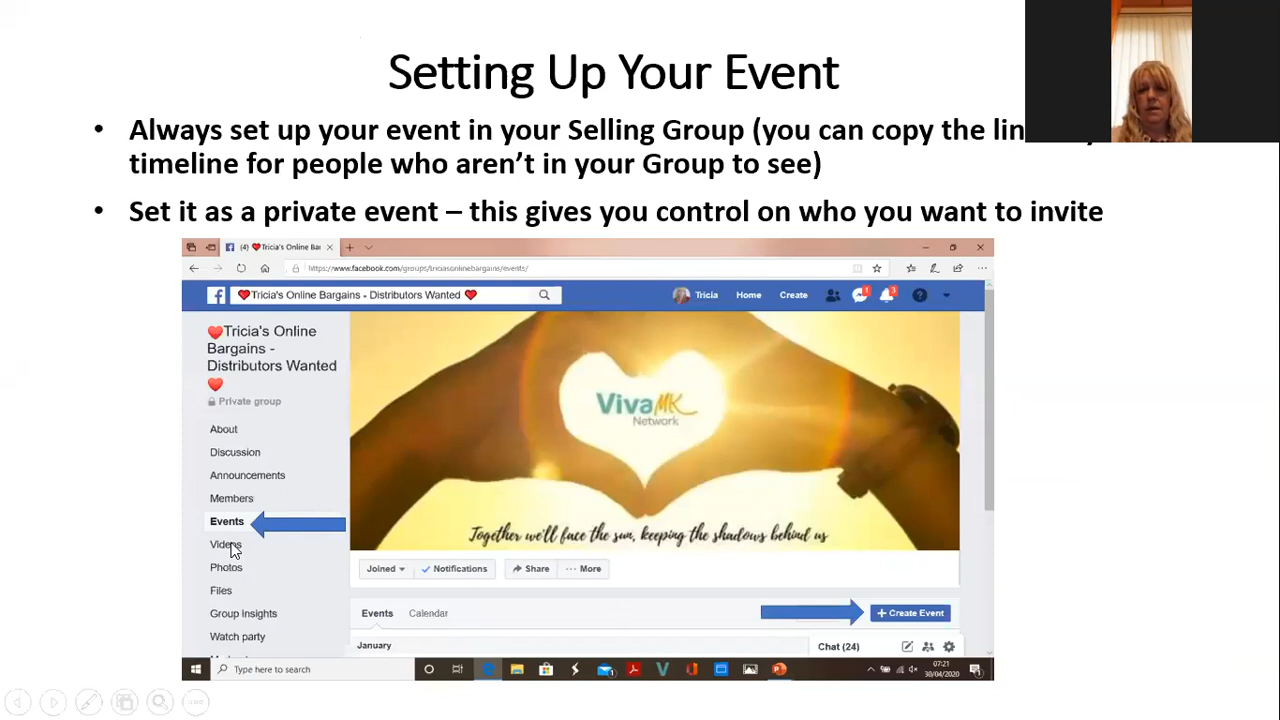 Setting Up Your Event
• Always set up your event in your Selling Group (you can copy the
timeline for people who aren't in your Group to see)
• Set it as a private event – this gives you control on who you want to invite
(4) ❤Tricia's Online Bar
https://www.facebook.com/groups/triciasonlinebargains/events/
❤Tricia's Online Bargains - Distributors Wanted ❤
Tricia Home Create
❤Tricia's Online
Bargains -
Distributors Wanted
❤
Private group
About
Discussion
Announcements
Members
Events
Videos
Photos
Files
Group Insights
Watch party
VivaMK
Network
Together we'll face the sun, keeping the shadows behind us
Joined Notifications Share ··· More
Events Calendar
+ Create Event
January
Chat (24)
Type here to search
07:21
30/04/2020